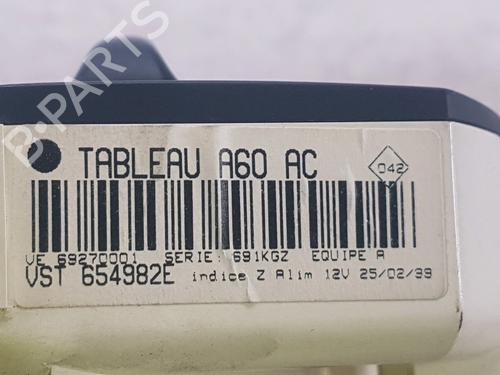 B-PARTS
TABLEAU A60 AC
042
VE 69270001 SERIE: 691KGZ EQUIPE A
VST 654982E indice Z Alim 12V 25/02/99